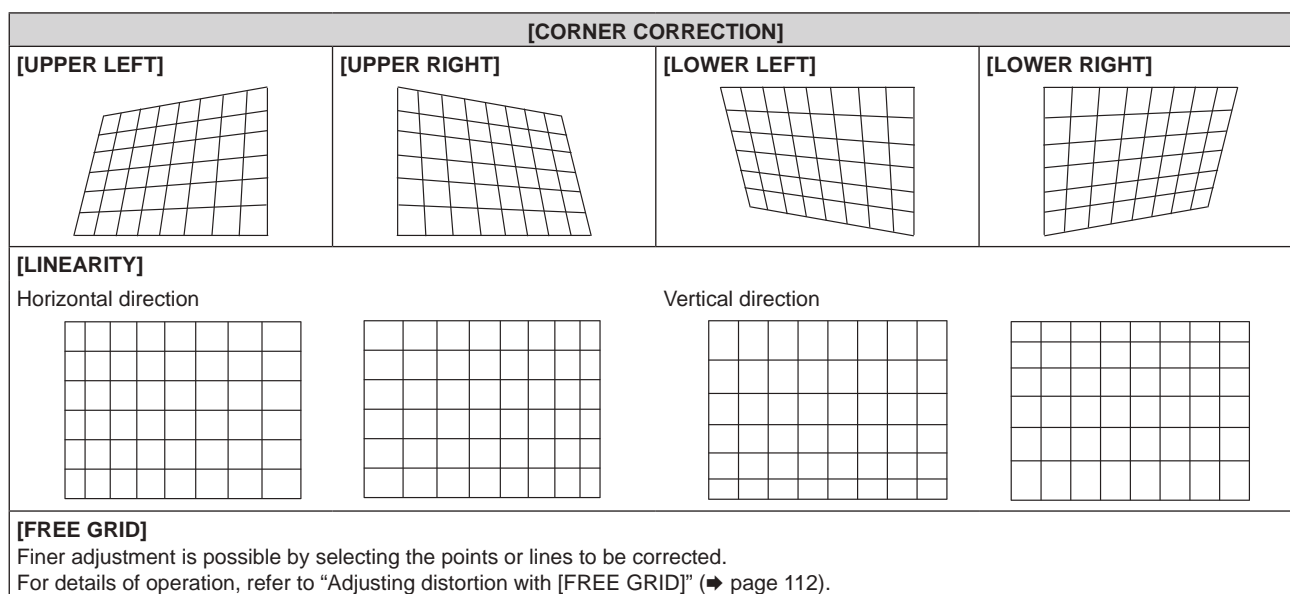 [CORNER CORRECTION]
[UPPER LEFT]
[UPPER RIGHT]
[LOWER LEFT]
[LOWER RIGHT]
[LINEARITY]
Horizontal direction
Vertical direction
[FREE GRID]
Finer adjustment is possible by selecting the points or lines to be corrected.
For details of operation, refer to “Adjusting distortion with [FREE GRID]” (➡ page 112).